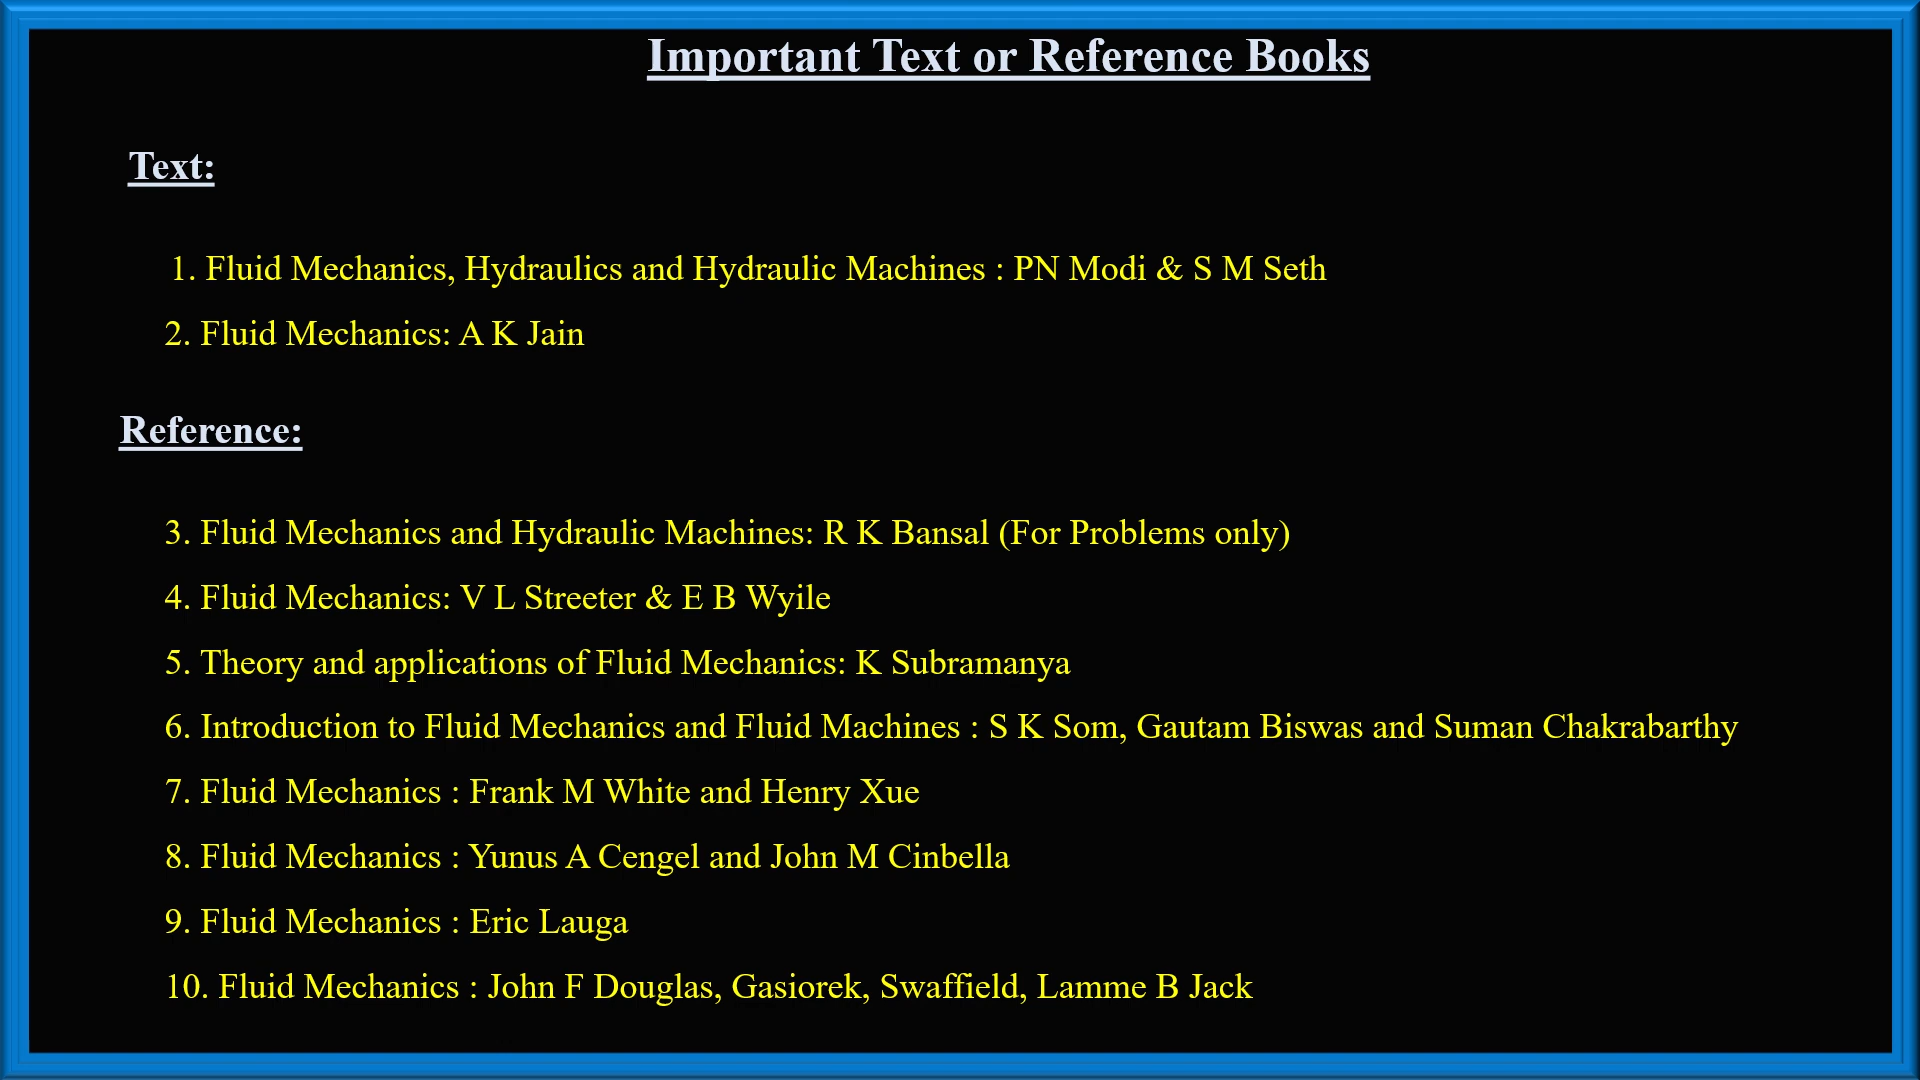 Important Text or Reference Books
Text:
1. Fluid Mechanics, Hydraulics and Hydraulic Machines : PN Modi & S M Seth
2. Fluid Mechanics: A K Jain
Reference:
3. Fluid Mechanics and Hydraulic Machines: R K Bansal (For Problems only)
4. Fluid Mechanics: V L Streeter & E B Wyile
5. Theory and applications of Fluid Mechanics: K Subramanya
6. Introduction to Fluid Mechanics and Fluid Machines : S K Som, Gautam Biswas and Suman Chakrabarthy
7. Fluid Mechanics : Frank M White and Henry Xue
8. Fluid Mechanics : Yunus A Cengel and John M Cinbella
9. Fluid Mechanics : Eric Lauga
10. Fluid Mechanics : John F Douglas, Gasiorek, Swaffield, Lamme B Jack